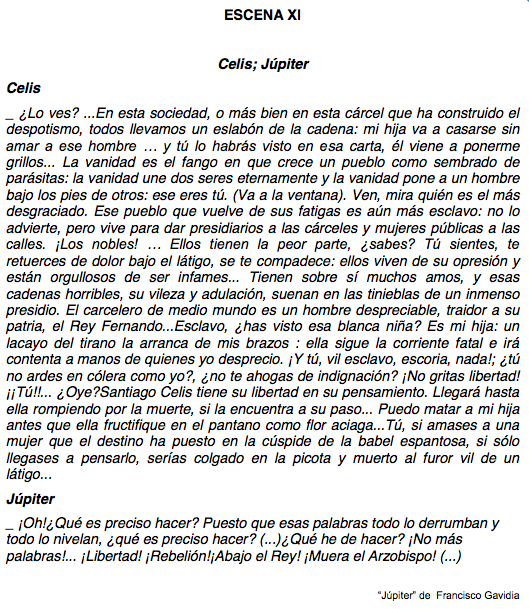 ESCENA XI
Celis; Júpiter
Celis
_ ¿Lo ves? ...En esta sociedad, o más bien en esta cárcel que ha construido el
despotismo, todos llevamos un eslabón de la cadena: mi hija va a casarse sin
amar a ese hombre … y tú lo habrás visto en esa carta, él viene a ponerme
grillos... La vanidad es el fango en que crece un pueblo como sembrado de
parásitas: la vanidad une dos seres eternamente y la vanidad pone a un hombre
bajo los pies de otros: ese eres tú. (Va a la ventana). Ven, mira quién es el más
desgraciado. Ese pueblo que vuelve de sus fatigas es aún más esclavo: no lo
advierte, pero vive para dar presidiarios a las cárceles y mujeres públicas a las
calles. ¡Los nobles! … Ellos tienen la peor parte, ¿sabes? Tú sientes, te
retuerces de dolor bajo el látigo, se te compadece: ellos viven de su opresión y
están orgullosos de ser infames... Tienen sobre sí muchos amos, y esas
cadenas horribles, su vileza y adulación, suenan en las tinieblas de un inmenso
presidio. El carcelero de medio mundo es un hombre despreciable, traidor a su
patria, el Rey Fernando...Esclavo, ¿has visto esa blanca niña? Es mi hija: un
lacayo del tirano la arranca de mis brazos : ella sigue la corriente fatal e irá
contenta a manos de quienes yo desprecio. ¡Y tú, vil esclavo, escoria, nada!; ¿tú
no ardes en cólera como yo?, ¿no te ahogas de indignación? ¡No gritas libertad!
¡¡Tú!!... ¿Oye?Santiago Celis tiene su libertad en su pensamiento. Llegará hasta
ella rompiendo por la muerte, si la encuentra a su paso... Puedo matar a mi hija
antes que ella fructifique en el pantano como flor aciaga...Tú, si amases a una
mujer que el destino ha puesto en la cúspide de la babel espantosa, si sólo
llegases a pensarlo, serías colgado en la picota y muerto al furor vil de un
látigo...
Júpiter
_ ¡Oh!¿Qué es preciso hacer? Puesto que esas palabras todo lo derrumban y
todo lo nivelan, ¿qué es preciso hacer? (...)¿Qué he de hacer? ¡No más
palabras!... ¡Libertad! ¡Rebelión!¡Abajo el Rey! ¡Muera el Arzobispo! (...)
"Júpiter" de Francisco Gavidia